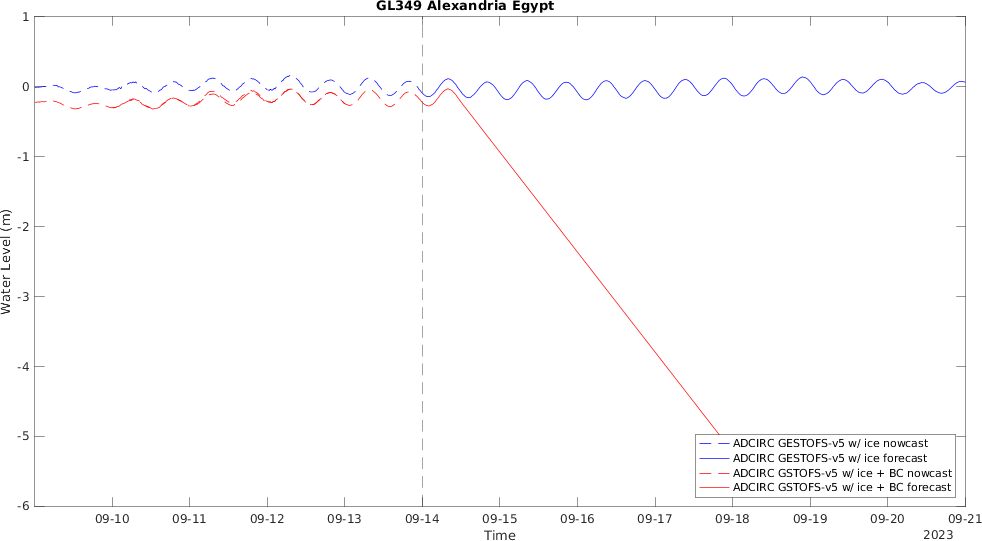 GL349 Alexandria Egypt
1
0
-1
-2
-3
-4
-5
-6
Water Level (m)
ADCIRC GESTOFS-v5 w/ ice nowcast
ADCIRC GESTOFS-v5 w/ ice forecast
ADCIRC GSTOFS-v5 w/ ice + BC nowcast
ADCIRC GSTOFS-v5 w/ ice + BC forecast
09-10 09-11 09-12 09-13 09-14 09-15 09-16 09-17 09-18 09-19 09-20 09-21
Time
2023